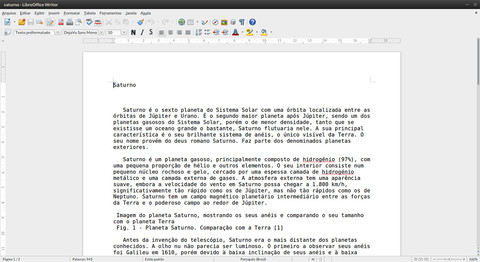 saturno - LibreOffice Writer
Arquivo Editar Exibir Inserir Formatar Tabela Ferramentas Janela Ajuda
Texto preformatado DejaVu Sans Mono 10
Saturno
Saturno é o sexto planeta do Sistema Solar com uma órbita localizada entre as
órbitas de Júpiter e Urano. É o segundo maior planeta após Júpiter, sendo um dos
planetas gasosos do Sistema Solar, porém o de menor densidade, tanto que se
existisse um oceano grande o bastante, Saturno flutuaria nele. A sua principal
característica é o seu brilhante sistema de anéis, o único visível da Terra. O
seu nome provém do deus romano Saturno. Faz parte dos denominados planetas
exteriores.
Saturno é um planeta gasoso, principalmente composto de hidrogênio (97%), com
uma pequena proporção de hélio e outros elementos. O seu interior consiste num
pequeno núcleo rochoso e gelo, cercado por uma espessa camada de hidrogênio
metálico e uma camada externa de gases. A atmosfera externa tem uma aparência
suave, embora a velocidade do vento em Saturno possa chegar a 1.800 km/h,
significativamente tão rápido como os de Júpiter, mas não tão rápidos como os de
Neptuno. Saturno tem um campo magnético planetário intermediário entre as forças
da Terra e o poderoso campo ao redor de Júpiter.
Imagem do planeta Saturno, mostrando os seus anéis e comparando o seu tamanho
com o planeta Terra
Fig. 1 - Planeta Saturno. Comparação com a Terra [1]
Antes da invenção do telescópio, Saturno era o mais distante dos planetas
conhecidos. A olho nu não parecia ser luminoso. O primeiro a observar seus anéis
foi Galileu em 1610, porém devido à baixa inclinação de seus anéis e à baixa